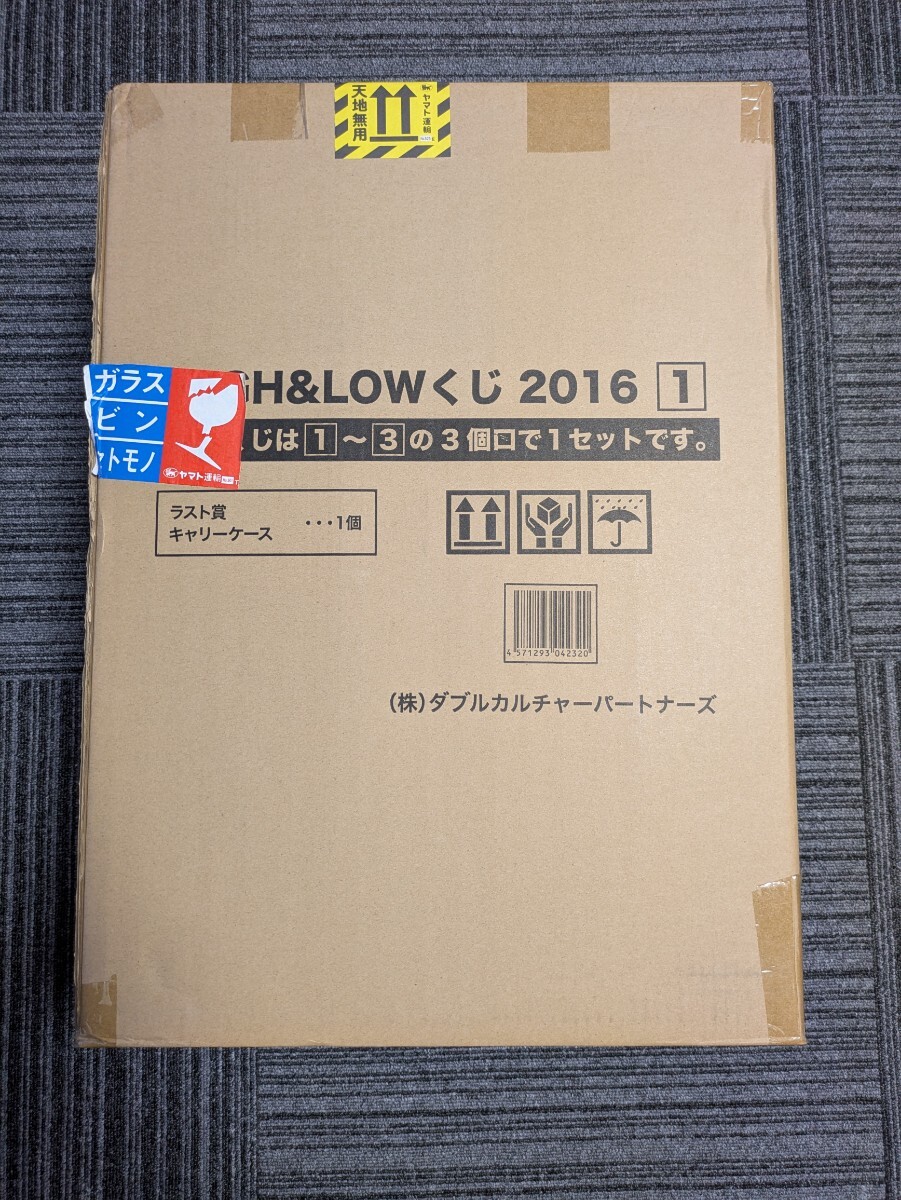 天地無用
ヤマト運輸
GH&LOWくじ 2016 1
じは1～3の3個口で1セットです。
ガラス
ビン
トモノ
ヤマト運輸
ラスト賞
キャリーケース ・・・1個
4 571293 042320
(株)ダブルカルチャーパートナーズ